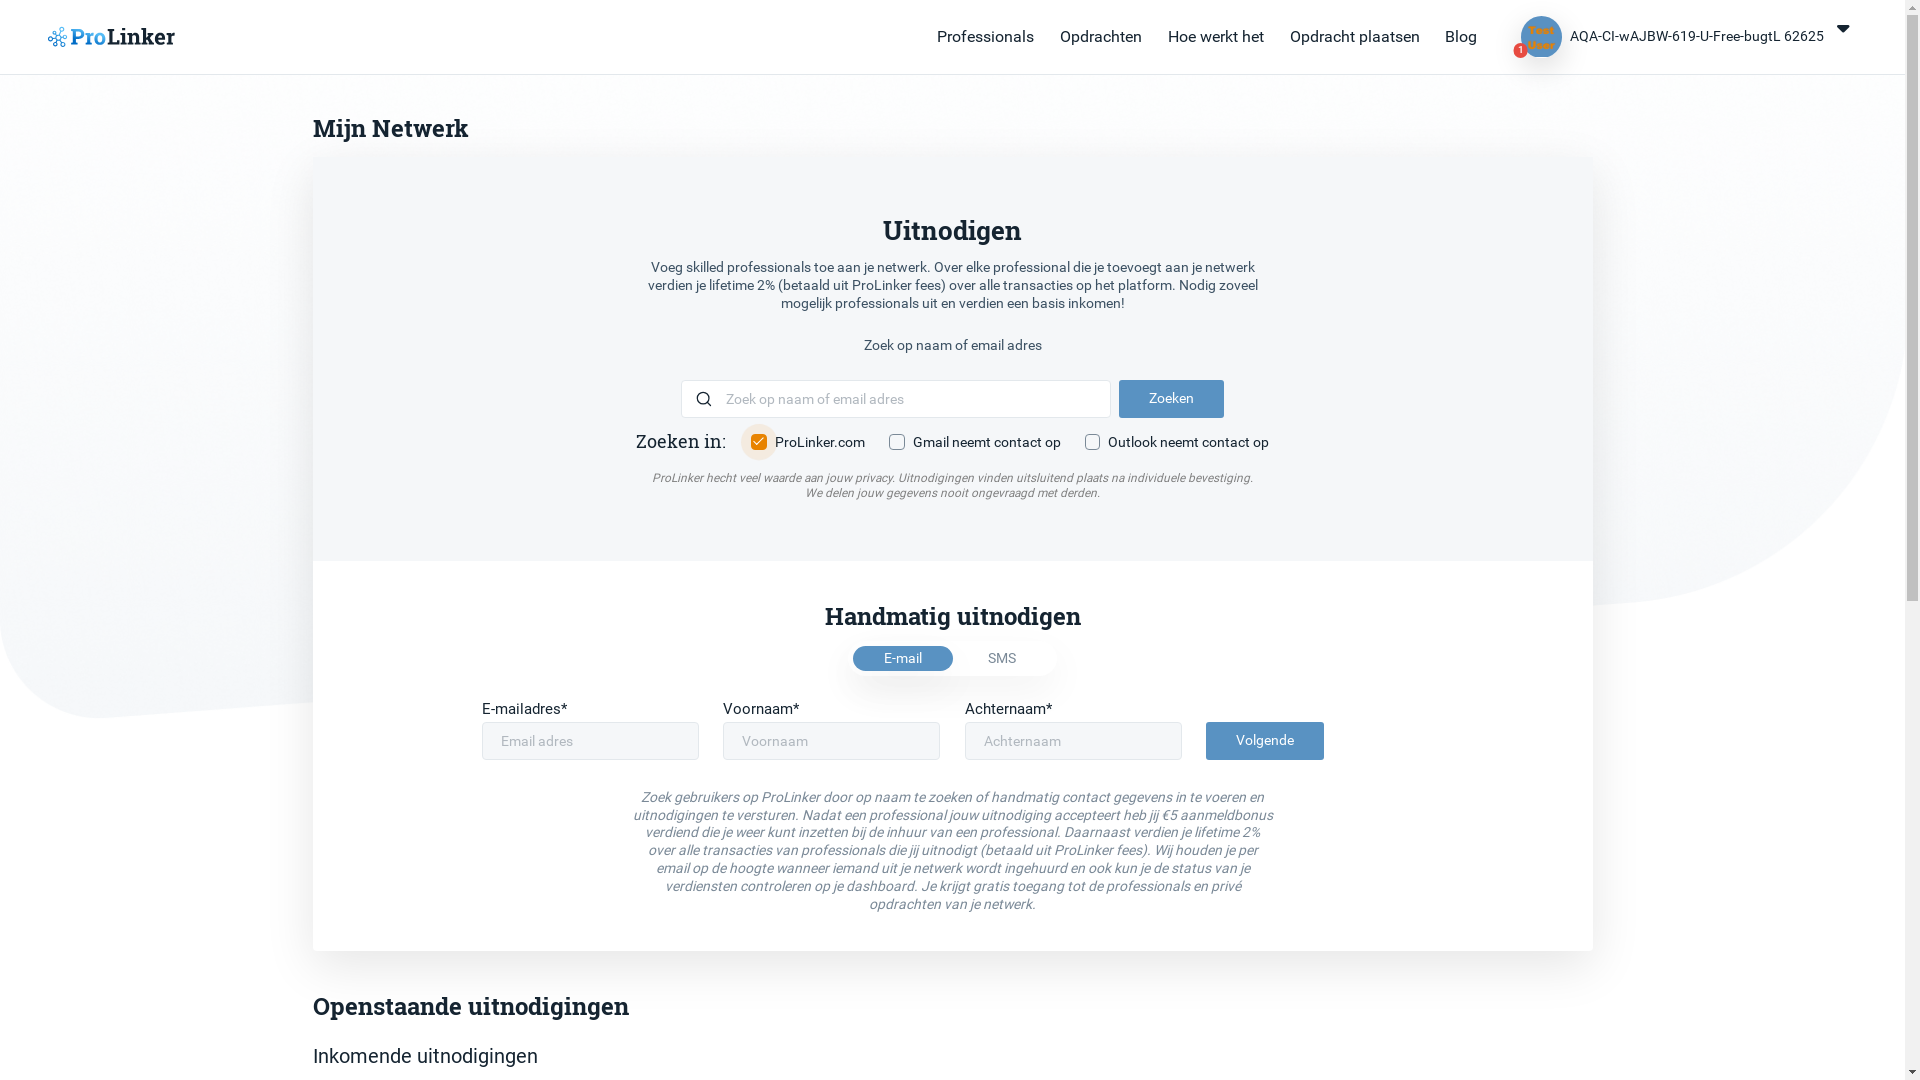 ProLinker
Professionals
Opdrachten
Hoe werkt het
Opdracht plaatsen
Blog
Test
User
1
AQA-CI-wAJBW-619-U-Free-bugtL 62625
Mijn Netwerk
Uitnodigen
Voeg skilled professionals toe aan je netwerk. Over elke professional die je toevoegt aan je netwerk
verdien je lifetime 2% (betaald uit ProLinker fees) over alle transacties op het platform. Nodig zoveel
mogelijk professionals uit en verdien een basis inkomen!
Zoek op naam of email adres
Zoek op naam of email adres
Zoeken
Zoeken in:
ProLinker.com
Gmail neemt contact op
Outlook neemt contact op
ProLinker hecht veel waarde aan jouw privacy. Uitnodigingen vinden uitsluitend plaats na individuele bevestiging.
We delen jouw gegevens nooit ongevraagd met derden.
Handmatig uitnodigen
E-mail
SMS
E-mailadres*
Voornaam*
Achternaam*
Email adres
Voornaam
Achternaam
Volgende
Zoek gebruikers op ProLinker door op naam te zoeken of handmatig contact gegevens in te voeren en
uitnodigingen te versturen. Nadat een professional jouw uitnodiging accepteert heb jij €5 aanmeldbonus
verdiend die je weer kunt inzetten bij de inhuur van een professional. Daarnaast verdien je lifetime 2%
over alle transacties van professionals die jij uitnodigt (betaald uit ProLinker fees). Wij houden je per
email op de hoogte wanneer iemand uit je netwerk wordt ingehuurd en ook kun je de status van je
verdiensten controleren op je dashboard. Je krijgt gratis toegang tot de professionals en privé
opdrachten van je netwerk.
Openstaande uitnodigingen
Inkomende uitnodigingen